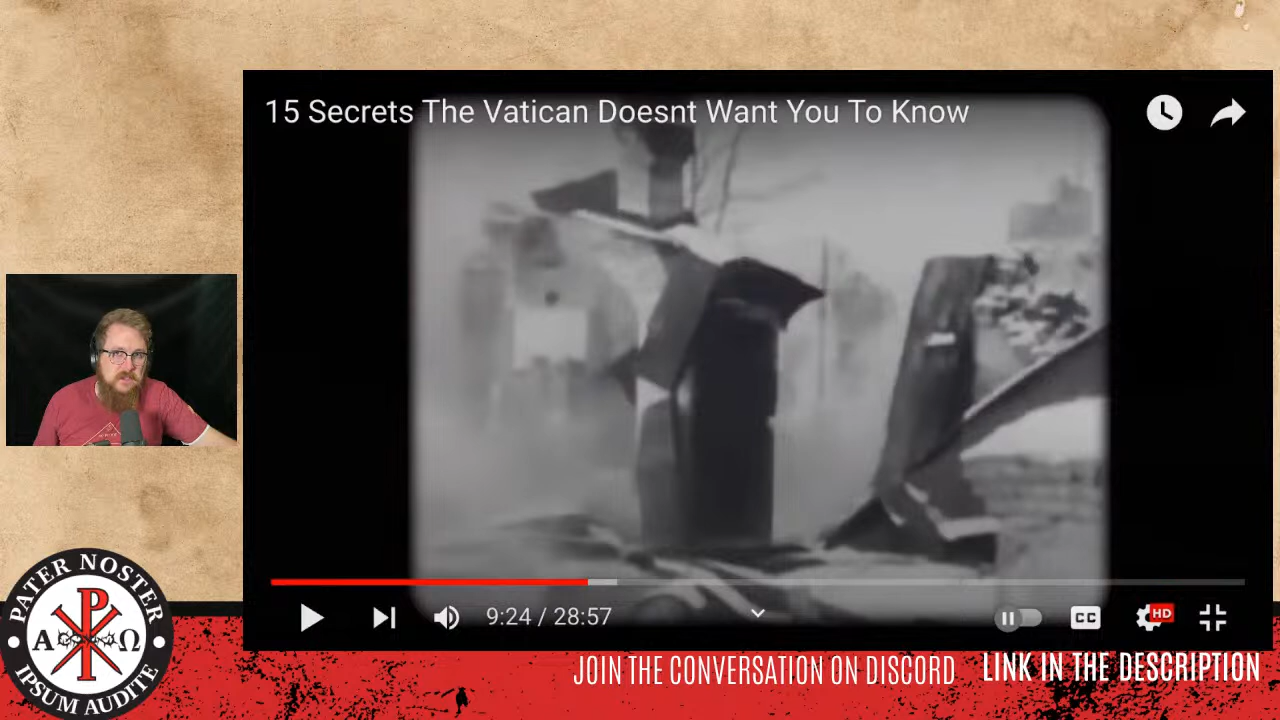 15 Secrets The Vatican Doesnt Want You To Know
9:24 / 28:57
CC
HD
PATER NOSTER
Α Ω
IPSUM AUDITE
JOIN THE CONVERSATION ON DISCORD
LINK IN THE DESCRIPTION